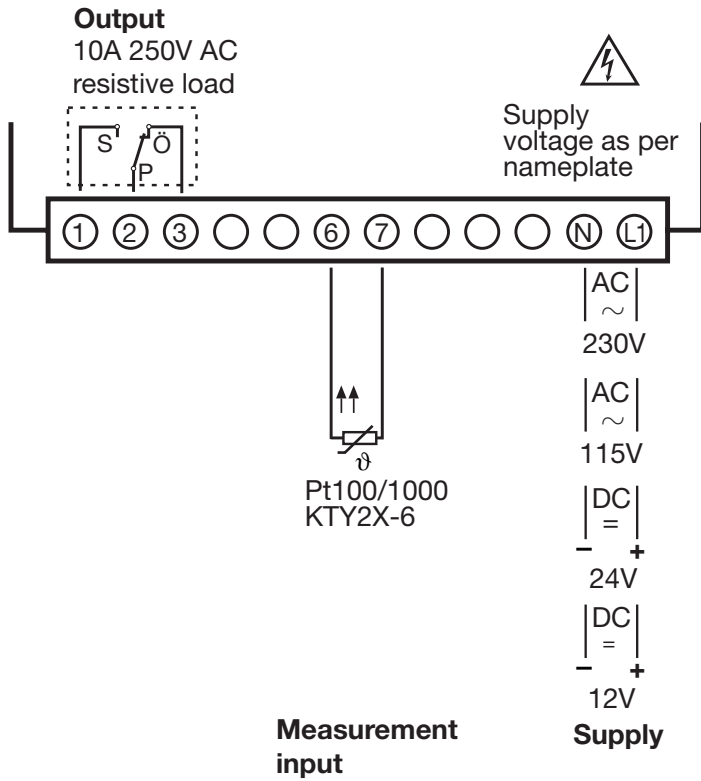 Output
10A 250V AC
resistive load
Supply
voltage as per
nameplate
S Ö
P
1 2 3 6 7 N L1
AC
~
230V
AC
~
115V
DC
=
– +
24V
DC
=
– +
12V
ϑ
Pt100/1000
KTY2X-6
Measurement
input
Supply